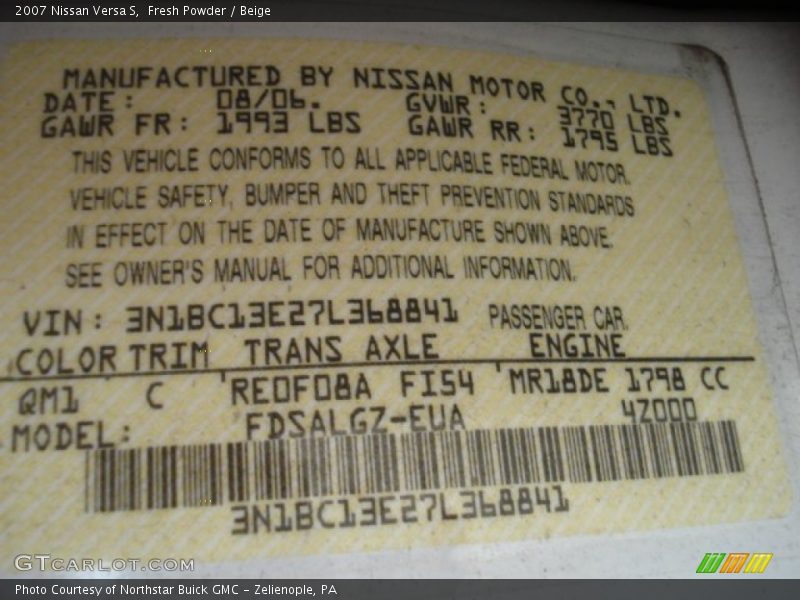 2007 Nissan Versa S,  Fresh Powder / Beige
MANUFACTURED BY NISSAN MOTOR CO., LTD.
DATE: 08/06. GVWR: 3770 LBS
GAWR FR: 1993 LBS GAWR RR: 1795 LBS
THIS VEHICLE CONFORMS TO ALL APPLICABLE FEDERAL MOTOR.
VEHICLE SAFETY, BUMPER AND THEFT PREVENTION STANDARDS
IN EFFECT ON THE DATE OF MANUFACTURE SHOWN ABOVE.
SEE OWNER'S MANUAL FOR ADDITIONAL INFORMATION.
VIN: 3N1BC13E27L368841 PASSENGER CAR.
COLOR TRIM TRANS AXLE ENGINE
QM1 C RE0F08A FI54 MR18DE 1798 CC
MODEL: FDSALGZ-EUA 4Z000
3N1BC13E27L368841
GTCARLOT.COM
Photo Courtesy of Northstar Buick GMC – Zelienople, PA